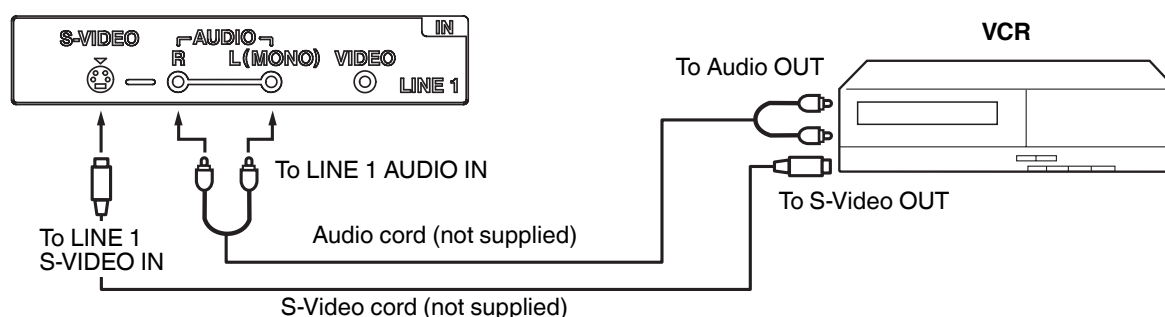 IN
S-VIDEO
AUDIO
R
L(MONO)
VIDEO
LINE 1
VCR
To Audio OUT
To LINE 1 AUDIO IN
To S-Video OUT
To LINE 1
S-VIDEO IN
Audio cord (not supplied)
S-Video cord (not supplied)